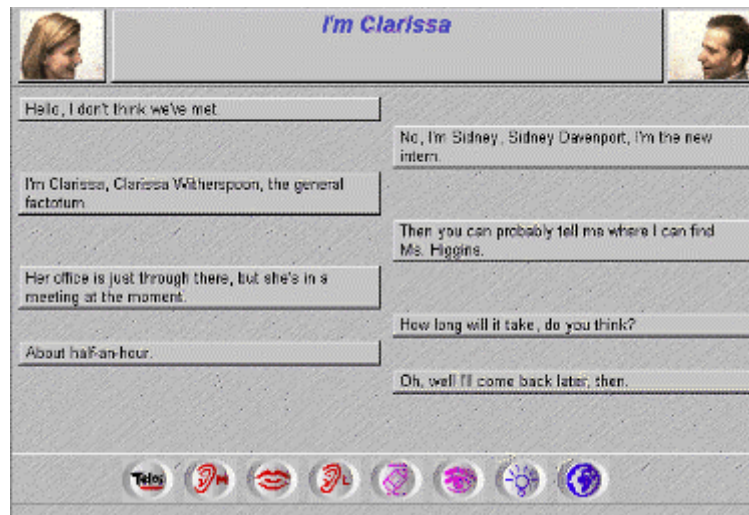 I'm Clarissa
Hello, I don't think we've met.
No, I'm Sidney, Sidney Davenport, I'm the new
intern.
I'm Clarissa, Clarissa Witherspoon, the general
factotum.
Then you can probably tell me where I can find
Ms. Higgins.
Her office is just through there, but she's in a
meeting at the moment.
How long will it take, do you think?
About half-an-hour.
Oh, well I'll come back later, then.
Telos M L